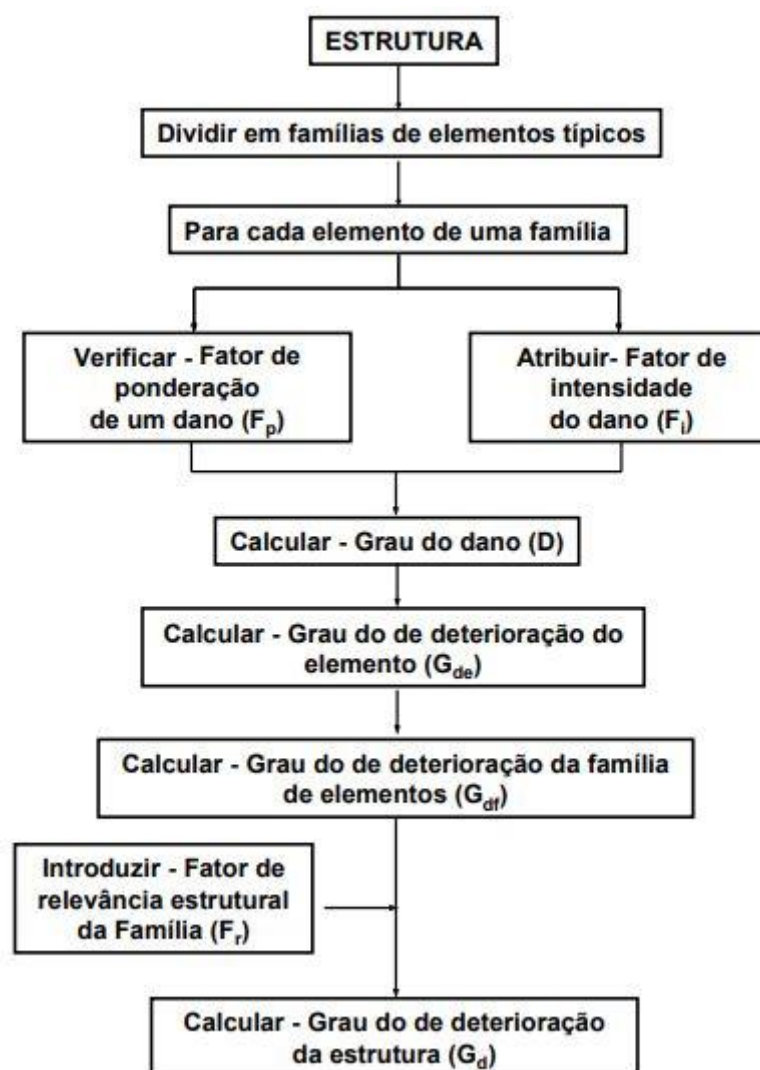 ESTRUTURA
Dividir em famílias de elementos típicos
Para cada elemento de uma família
Verificar - Fator de
ponderação
de um dano (Fp)
Atribuir- Fator de
intensidade
do dano (Fi)
Calcular - Grau do dano (D)
Calcular - Grau do de deterioração do
elemento (Gde)
Calcular - Grau do de deterioração da família
de elementos (Gdf)
Introduzir - Fator de
relevância estrutural
da Família (Fr)
Calcular - Grau do de deterioração
da estrutura (Gd)